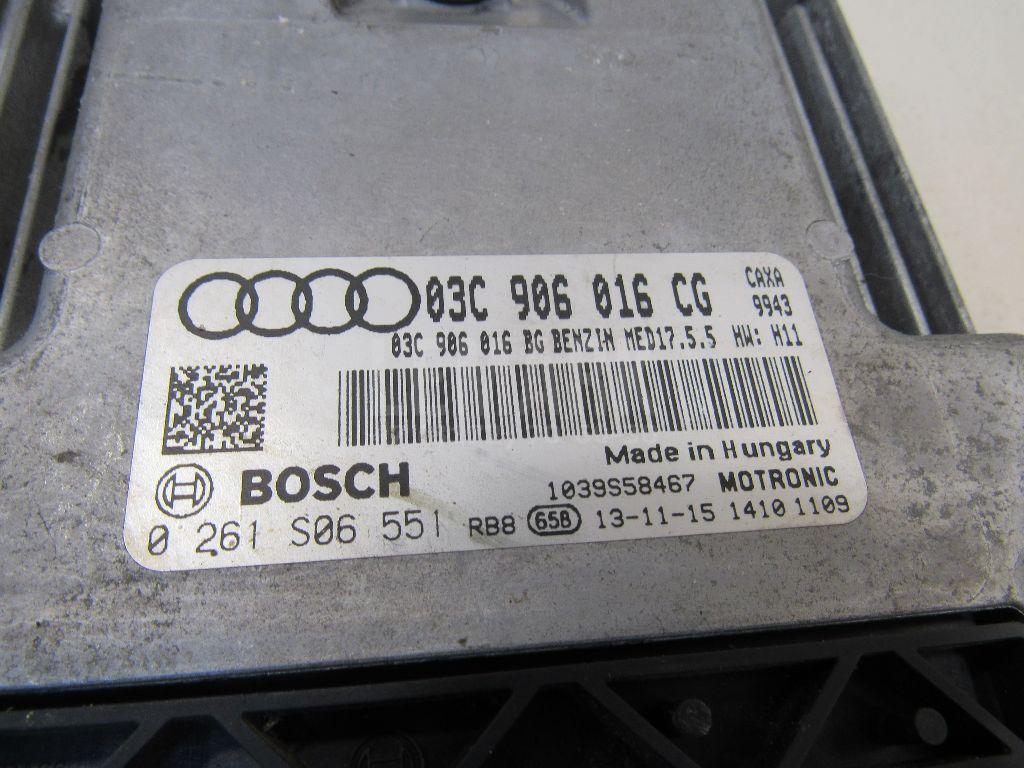 03C 906 016 CG CAXA
9943
03C 906 016 BG BENZIN MED17.5.5 HW: H11
Made in Hungary
BOSCH 1039S58467 MOTRONIC
0 261 S06 551 RB8 65B 13-11-15 1410 1109